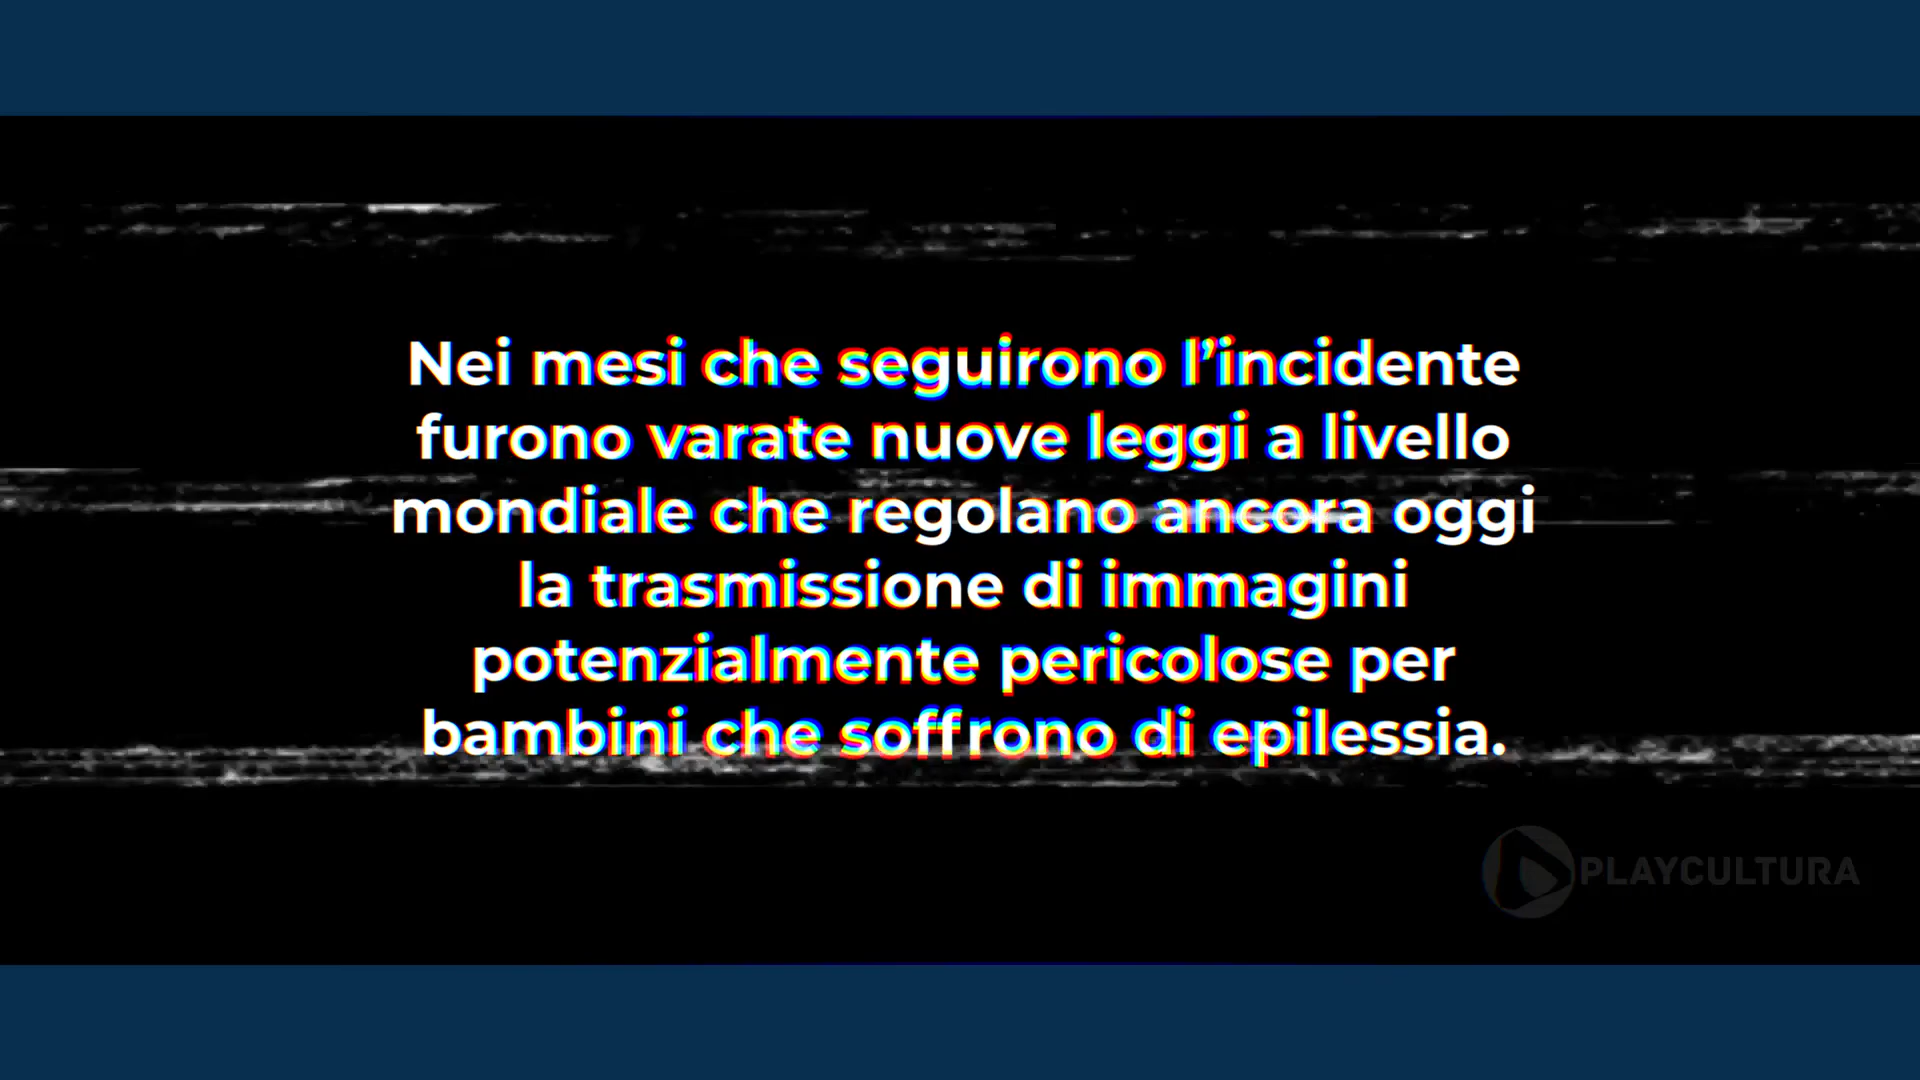 Nei mesi che seguirono l’incidente
furono varate nuove leggi a livello
mondiale che regolano ancora oggi
la trasmissione di immagini
potenzialmente pericolose per
bambini che soffrono di epilessia.
PLAYCULTURA